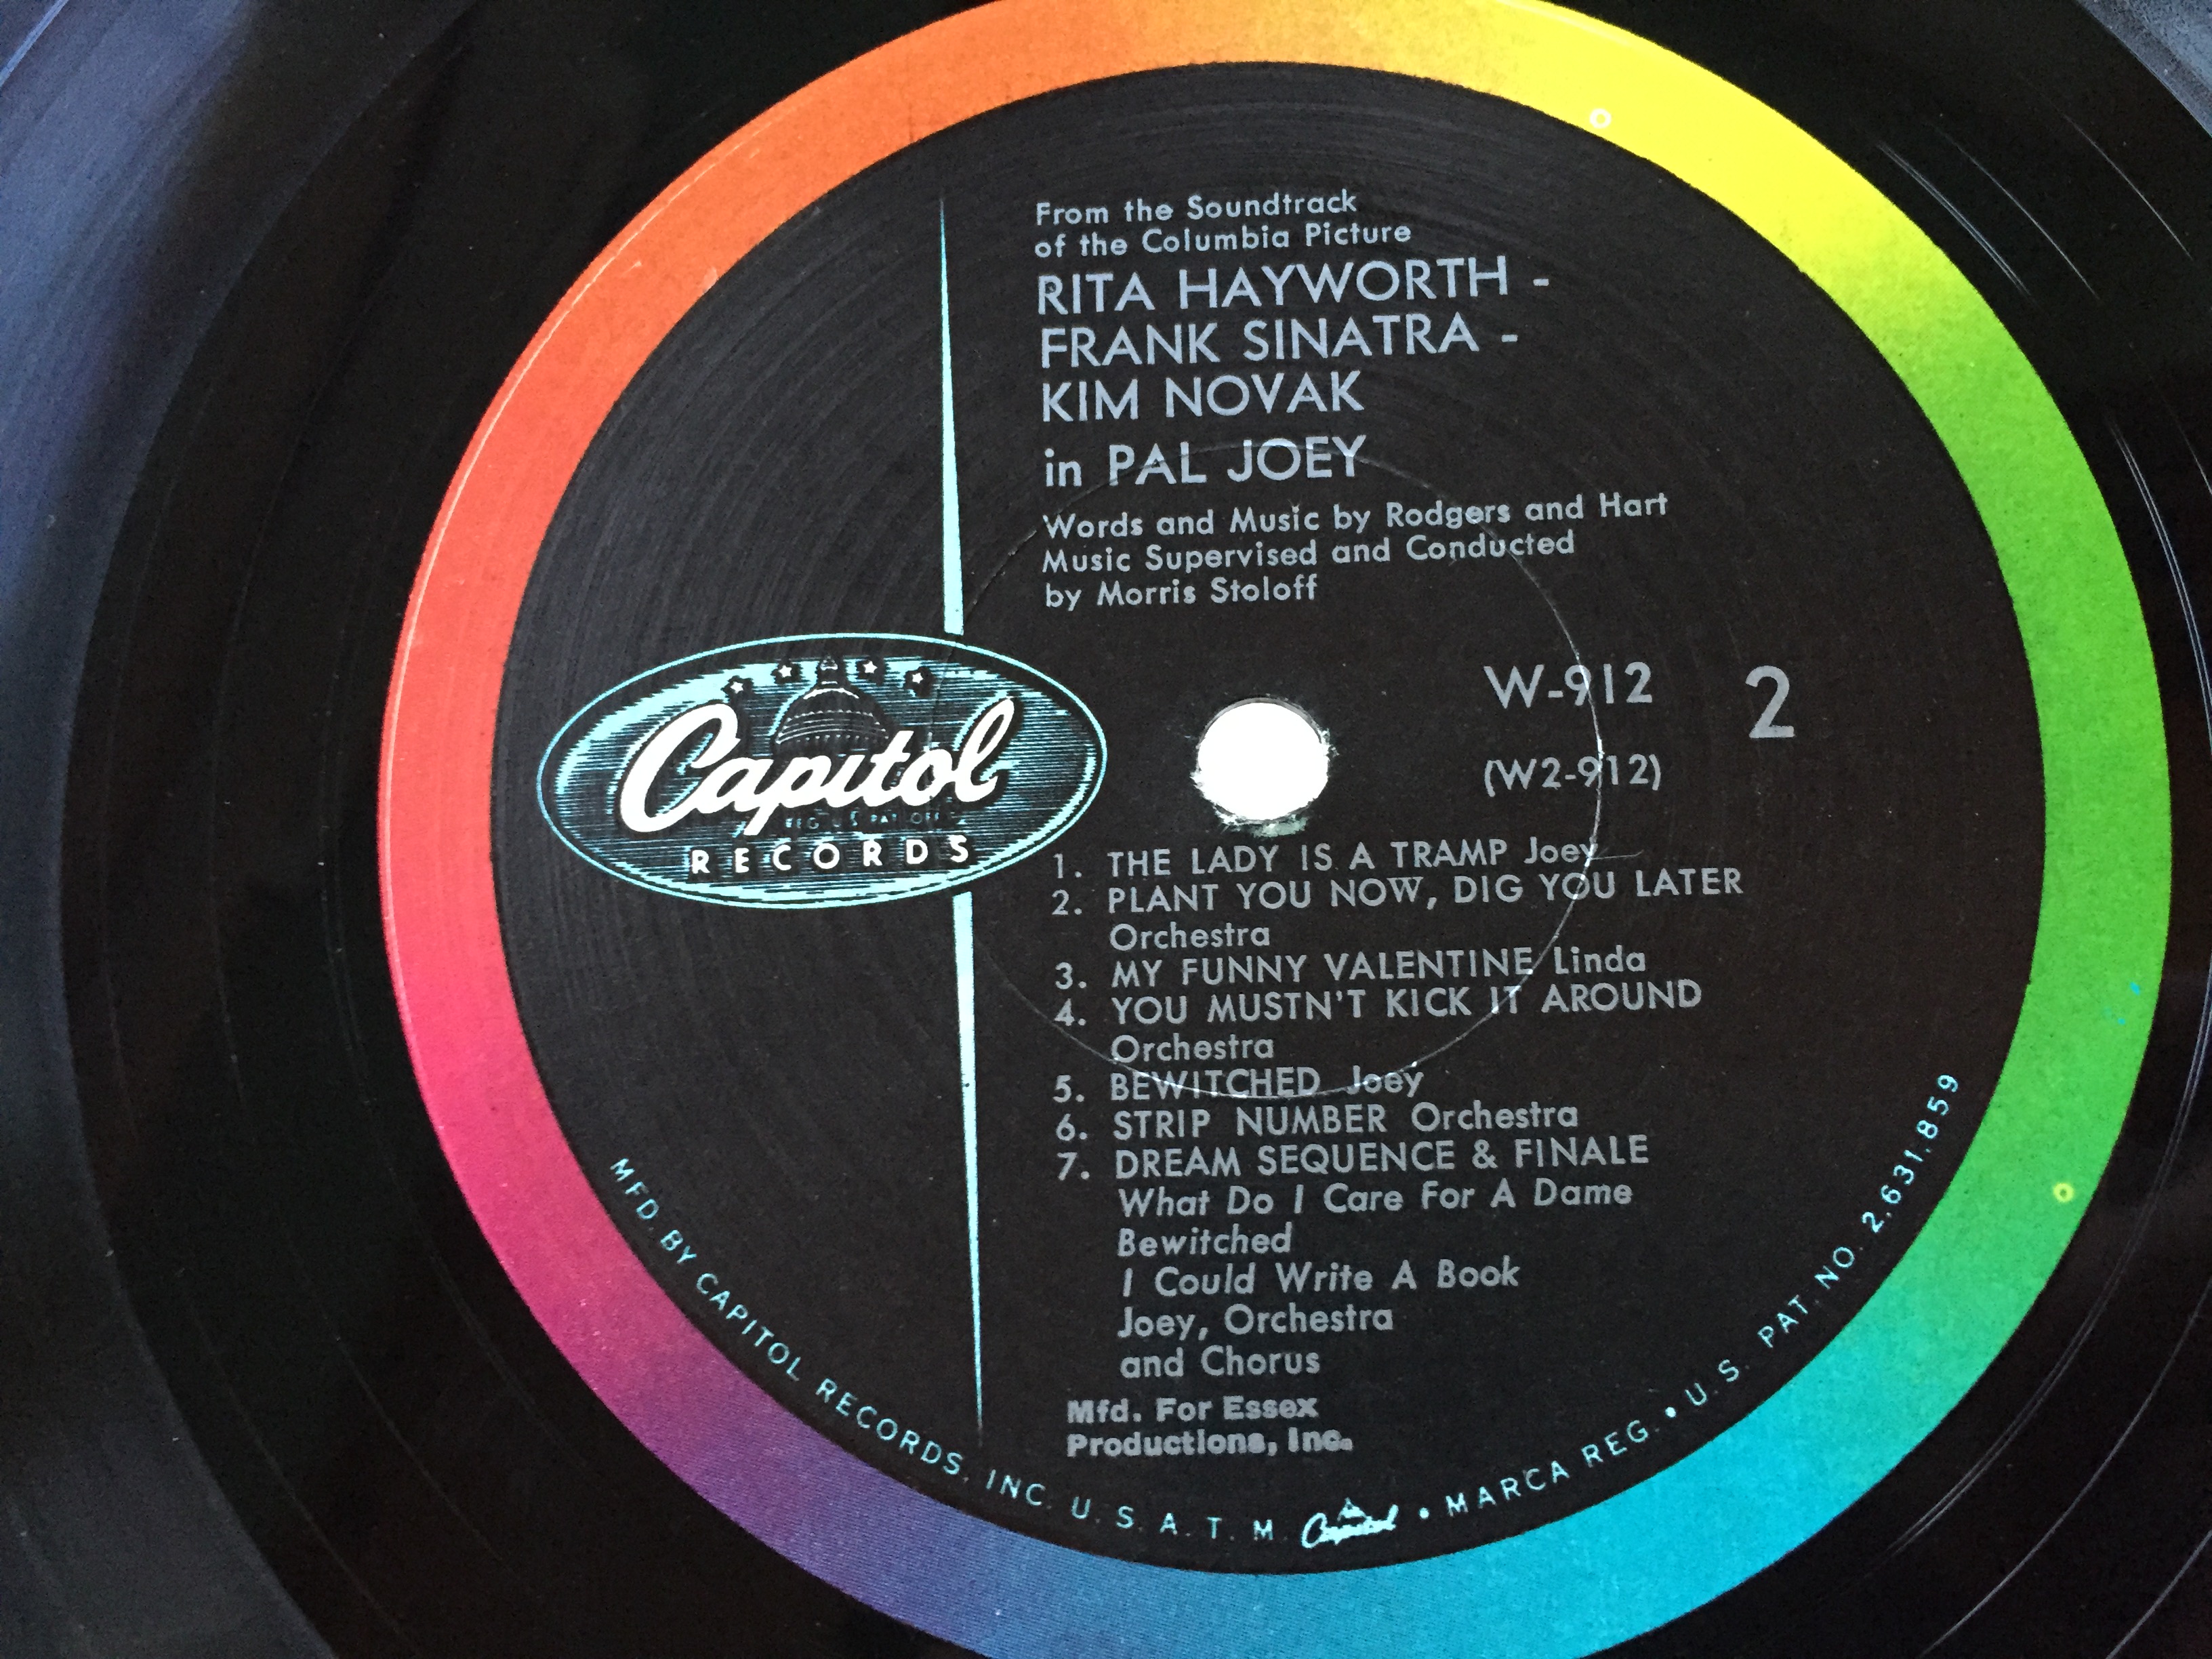 From the Soundtrack
of the Columbia Picture
RITA HAYWORTH -
FRANK SINATRA -
KIM NOVAK
in PAL JOEY
Words and Music by Rodgers and Hart
Music Supervised and Conducted
by Morris Stoloff
W-912 2
(W2-912)
Capitol
REG. U.S. PAT. OFF.
RECORDS
1. THE LADY IS A TRAMP Joey
2. PLANT YOU NOW, DIG YOU LATER
Orchestra
3. MY FUNNY VALENTINE Linda
4. YOU MUSTN'T KICK IT AROUND
Orchestra
5. BEWITCHED Joey
6. STRIP NUMBER Orchestra
7. DREAM SEQUENCE & FINALE
What Do I Care For A Dame
Bewitched
I Could Write A Book
Joey, Orchestra
and Chorus
Mfd. For Essex
Productions, Inc.
MFD. BY CAPITOL RECORDS, INC. U. S. A. T. M. Capitol • MARCA REG. • U. S. PAT. NO. 2,631,859